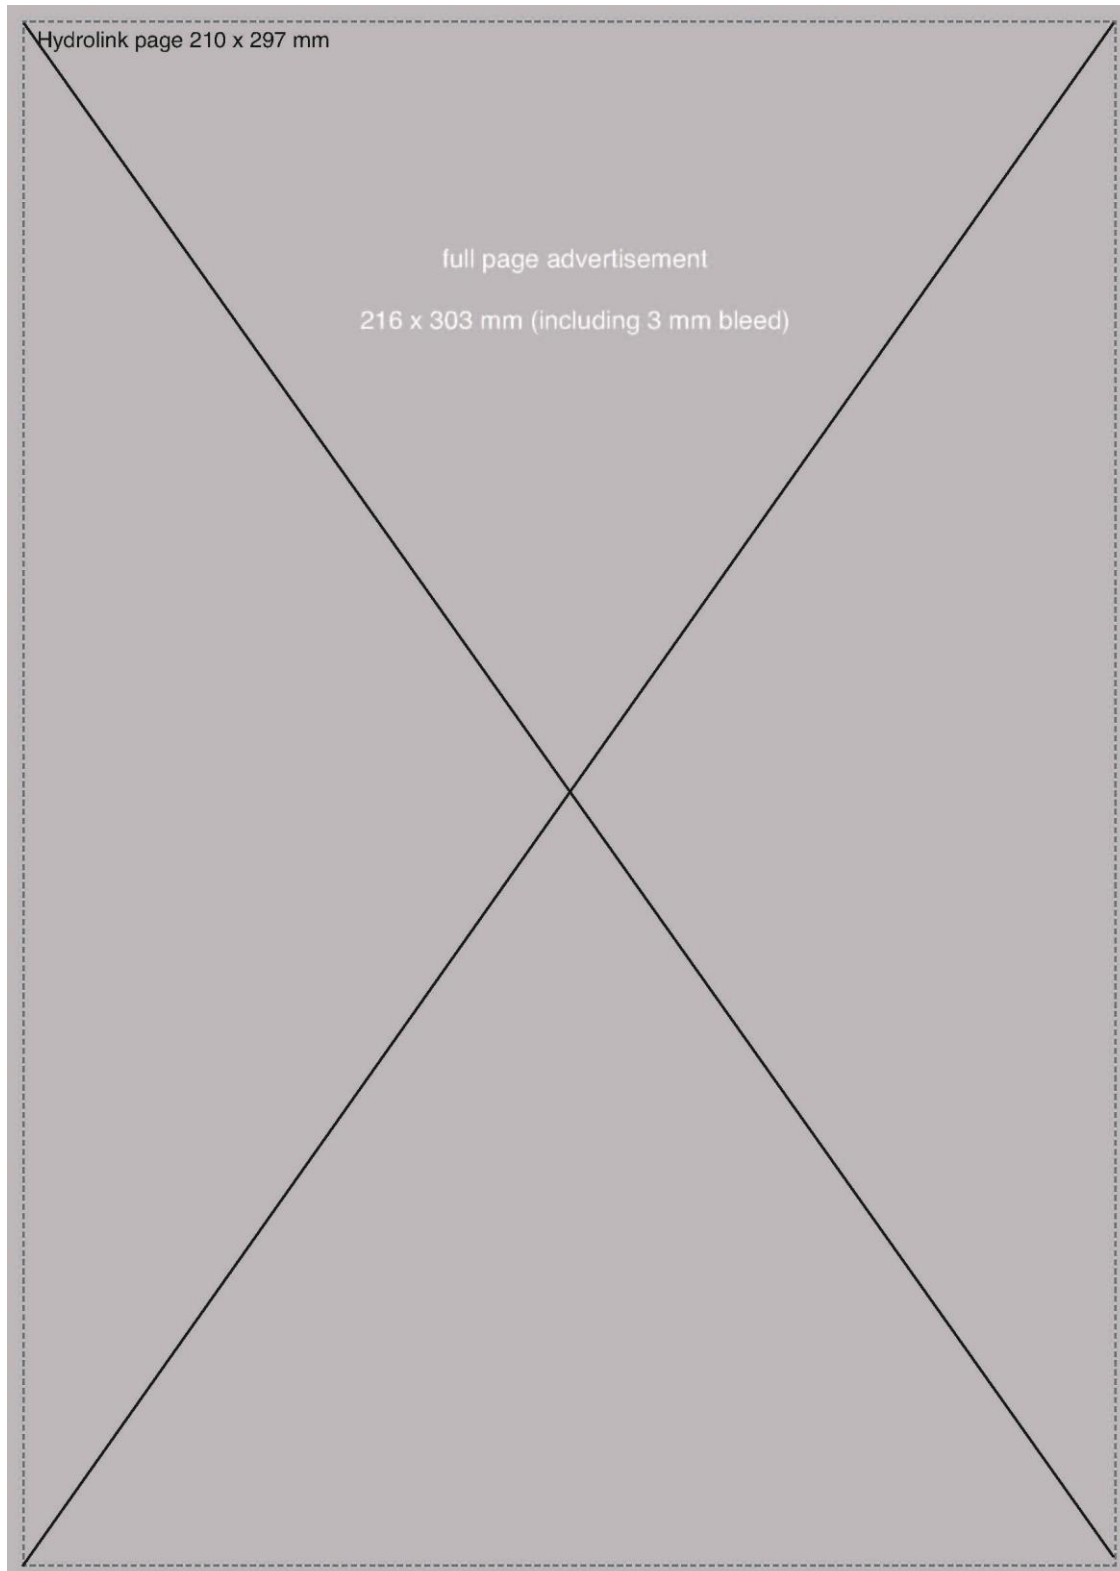 Hydrolink page 210 x 297 mm
full page advertisement
216 x 303 mm (including 3 mm bleed)